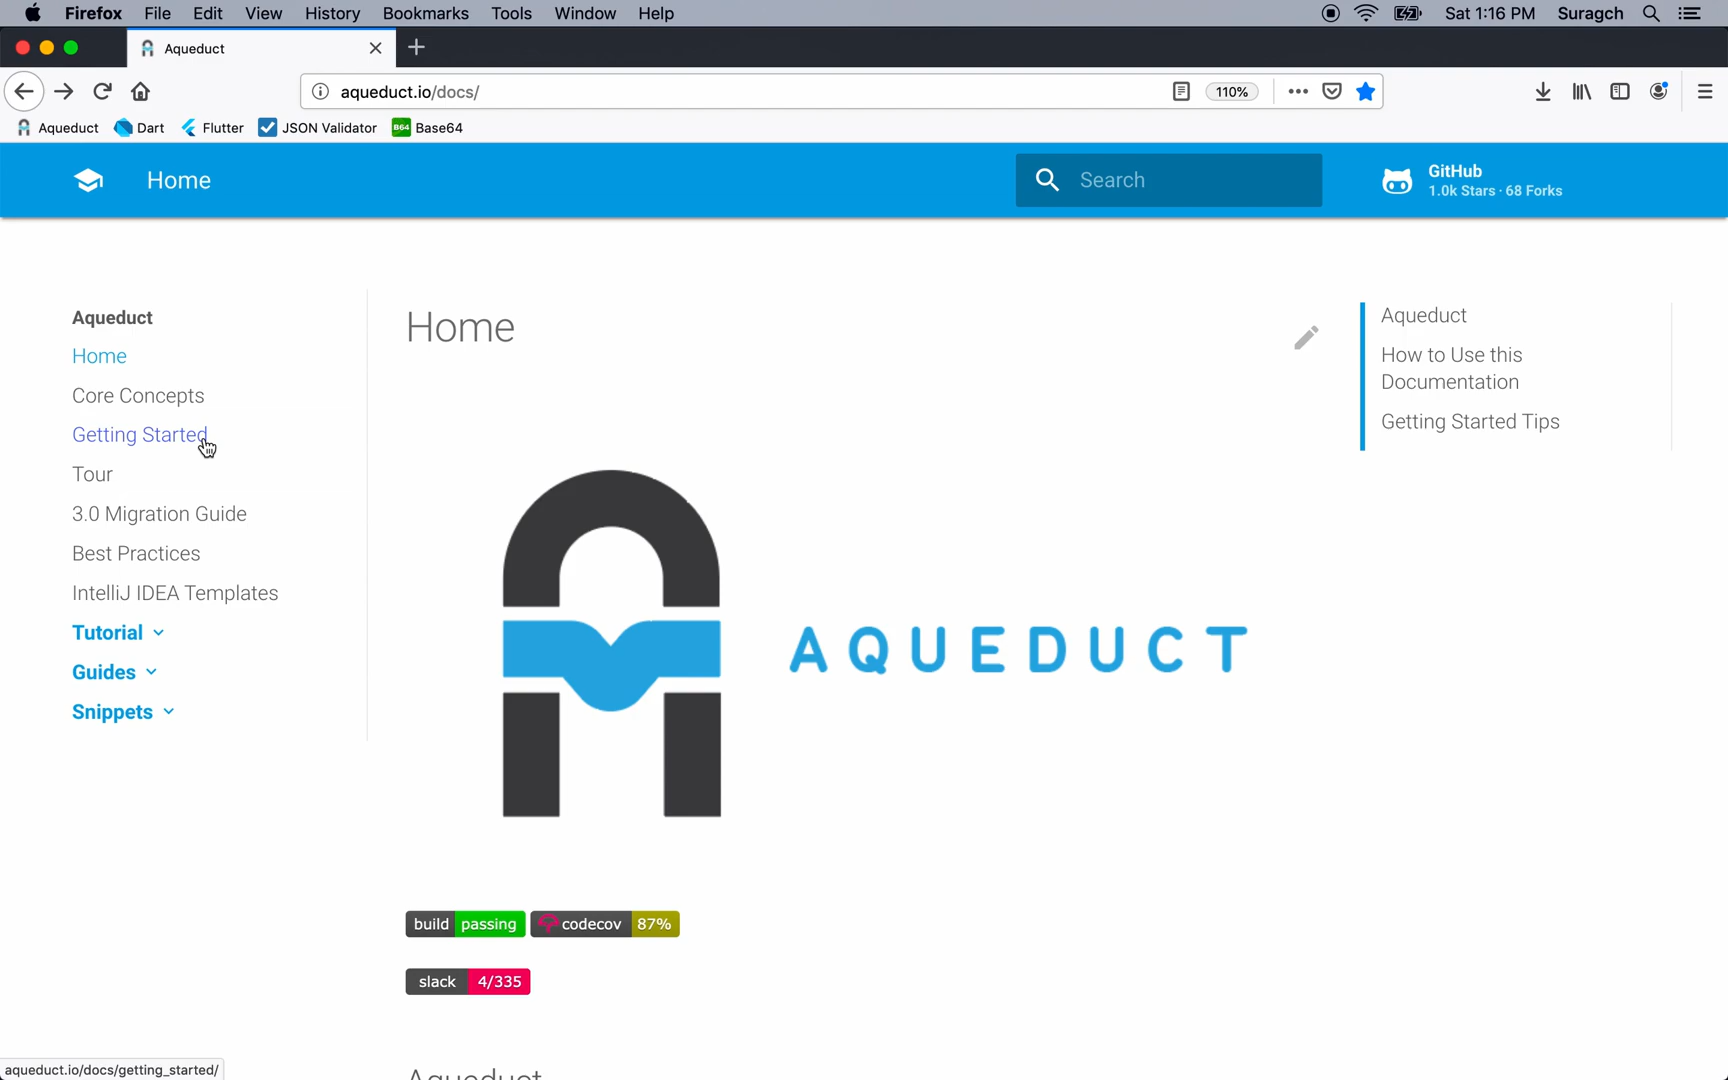 Firefox File Edit View History Bookmarks Tools Window Help Sat 1:16 PM Suragch
Aqueduct
aqueduct.io/docs/ 110%
Aqueduct Dart Flutter JSON Validator B64 Base64
Home Search GitHub
1.0k Stars · 68 Forks
Aqueduct
Home
Core Concepts
Getting Started
Tour
3.0 Migration Guide
Best Practices
IntelliJ IDEA Templates
Tutorial
Guides
Snippets
Home
AQUEDUCT
build passing codecov 87%
slack 4/335
Aqueduct
Aqueduct
How to Use this
Documentation
Getting Started Tips
aqueduct.io/docs/getting_started/